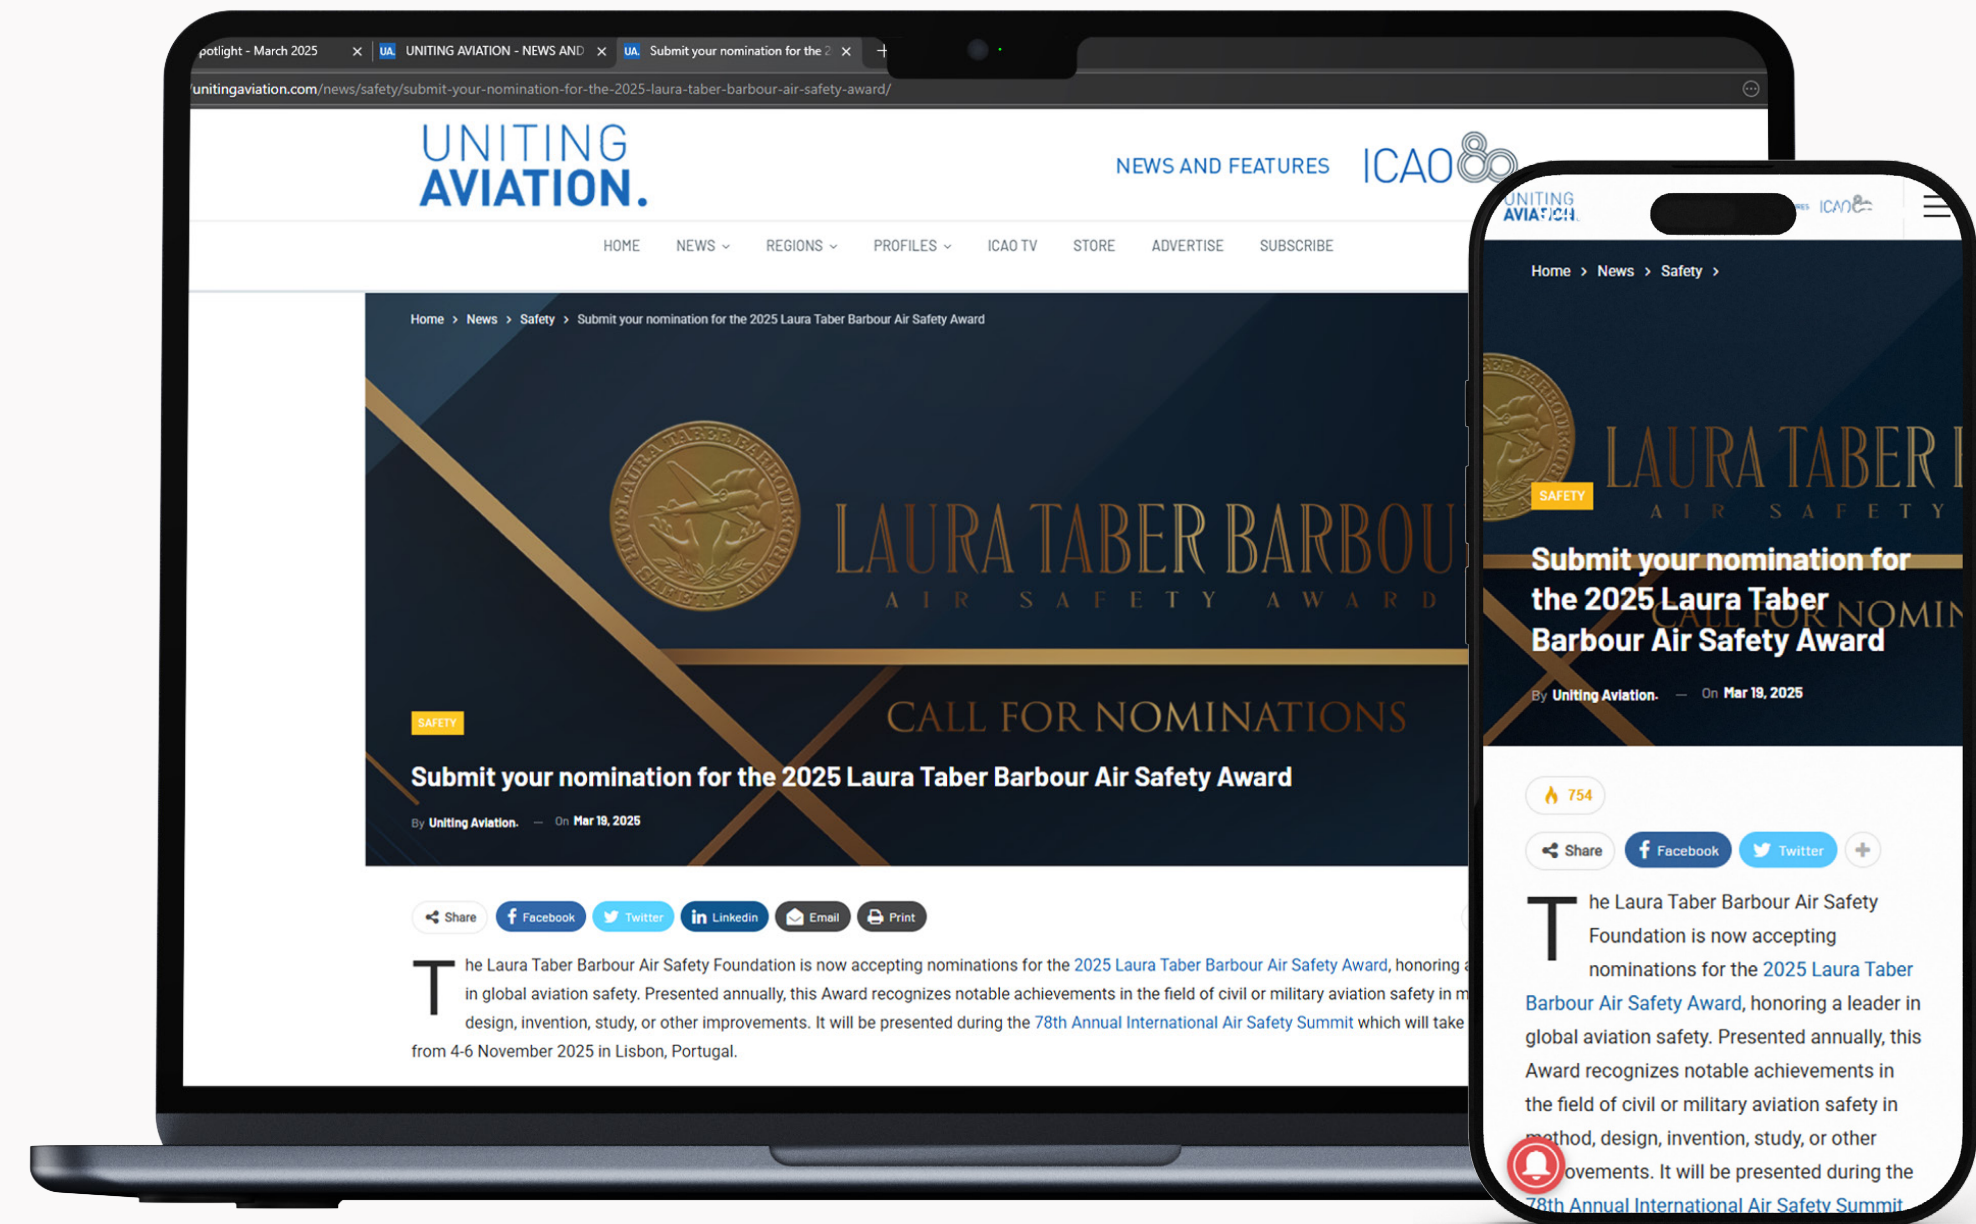 potlight - March 2025
UA. UNITING AVIATION - NEWS AND
UA. Submit your nomination for the 2
unitingaviation.com/news/safety/submit-your-nomination-for-the-2025-laura-taber-barbour-air-safety-award/
UNITING
AVIATION.
NEWS AND FEATURES
ICAO 80
HOME NEWS REGIONS PROFILES ICAO TV STORE ADVERTISE SUBSCRIBE
Home > News > Safety > Submit your nomination for the 2025 Laura Taber Barbour Air Safety Award
LAURA TABER BARBOUR
AIR SAFETY AWARD
LAURA TABER BARBOU
AIR SAFETY AWARD
CALL FOR NOMINATIONS
SAFETY
Submit your nomination for the 2025 Laura Taber Barbour Air Safety Award
By Uniting Aviation. — On Mar 19, 2025
Share Facebook Twitter Linkedin Email Print
The Laura Taber Barbour Air Safety Foundation is now accepting nominations for the 2025 Laura Taber Barbour Air Safety Award, honoring
in global aviation safety. Presented annually, this Award recognizes notable achievements in the field of civil or military aviation safety in m
design, invention, study, or other improvements. It will be presented during the 78th Annual International Air Safety Summit which will take
from 4-6 November 2025 in Lisbon, Portugal.
UNITING
AVIATION.
ICAO 80
Home > News > Safety >
LAURA TABER
AIR SAFETY
SAFETY
CALL FOR NOMIN
Submit your nomination for
the 2025 Laura Taber
Barbour Air Safety Award
By Uniting Aviation. — On Mar 19, 2025
754
Share Facebook Twitter
The Laura Taber Barbour Air Safety
Foundation is now accepting
nominations for the 2025 Laura Taber
Barbour Air Safety Award, honoring a leader in
global aviation safety. Presented annually, this
Award recognizes notable achievements in
the field of civil or military aviation safety in
method, design, invention, study, or other
ovements. It will be presented during the
78th Annual International Air Safety Summit